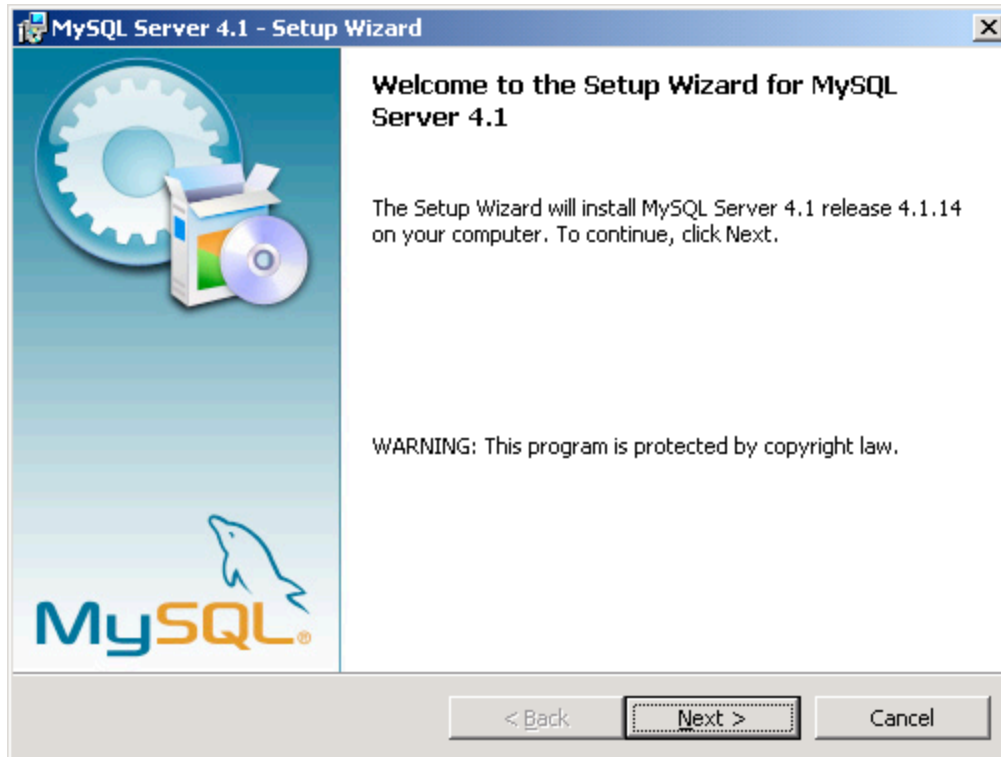 MySQL Server 4.1 - Setup Wizard
Welcome to the Setup Wizard for MySQL
Server 4.1
The Setup Wizard will install MySQL Server 4.1 release 4.1.14
on your computer. To continue, click Next.
WARNING: This program is protected by copyright law.
MySQL®
< Back
Next >
Cancel